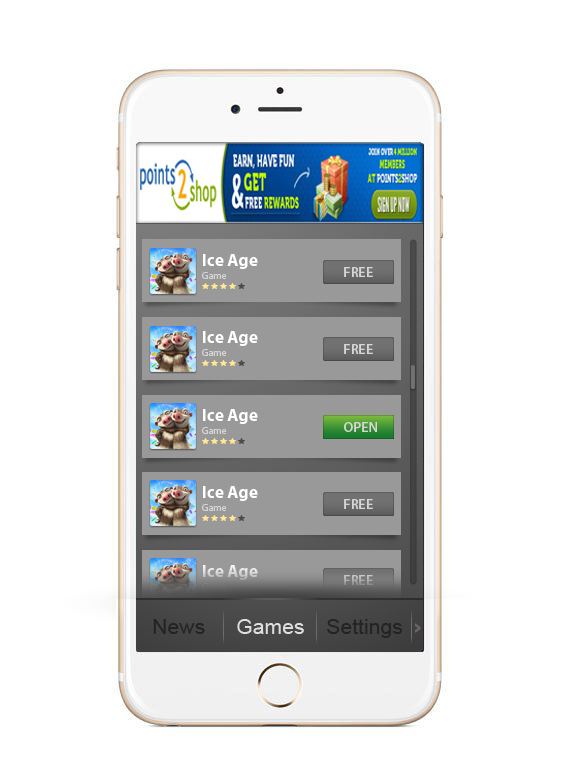 points2shop
EARN, HAVE FUN
& GET
FREE REWARDS
JOIN OVER 4 MILLION
MEMBERS
AT POINTS2SHOP
SIGN UP NOW
Ice Age
Game
FREE
Ice Age
Game
FREE
Ice Age
Game
OPEN
Ice Age
Game
FREE
Ice Age
Game
FREE
News Games Settings ›